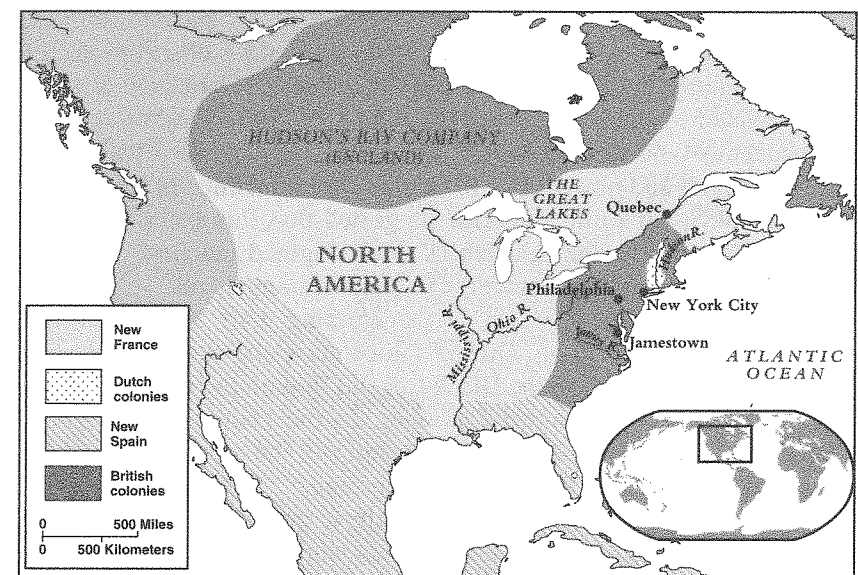 HUDSON'S BAY COMPANY
(ENGLAND)
THE
GREAT
LAKES
Quebec
Hudson R.
NORTH
AMERICA
Philadelphia
New York City
Ohio R.
Mississippi R.
James R.
Jamestown
ATLANTIC
OCEAN
New
France
Dutch
colonies
New
Spain
British
colonies
0 500 Miles
0 500 Kilometers